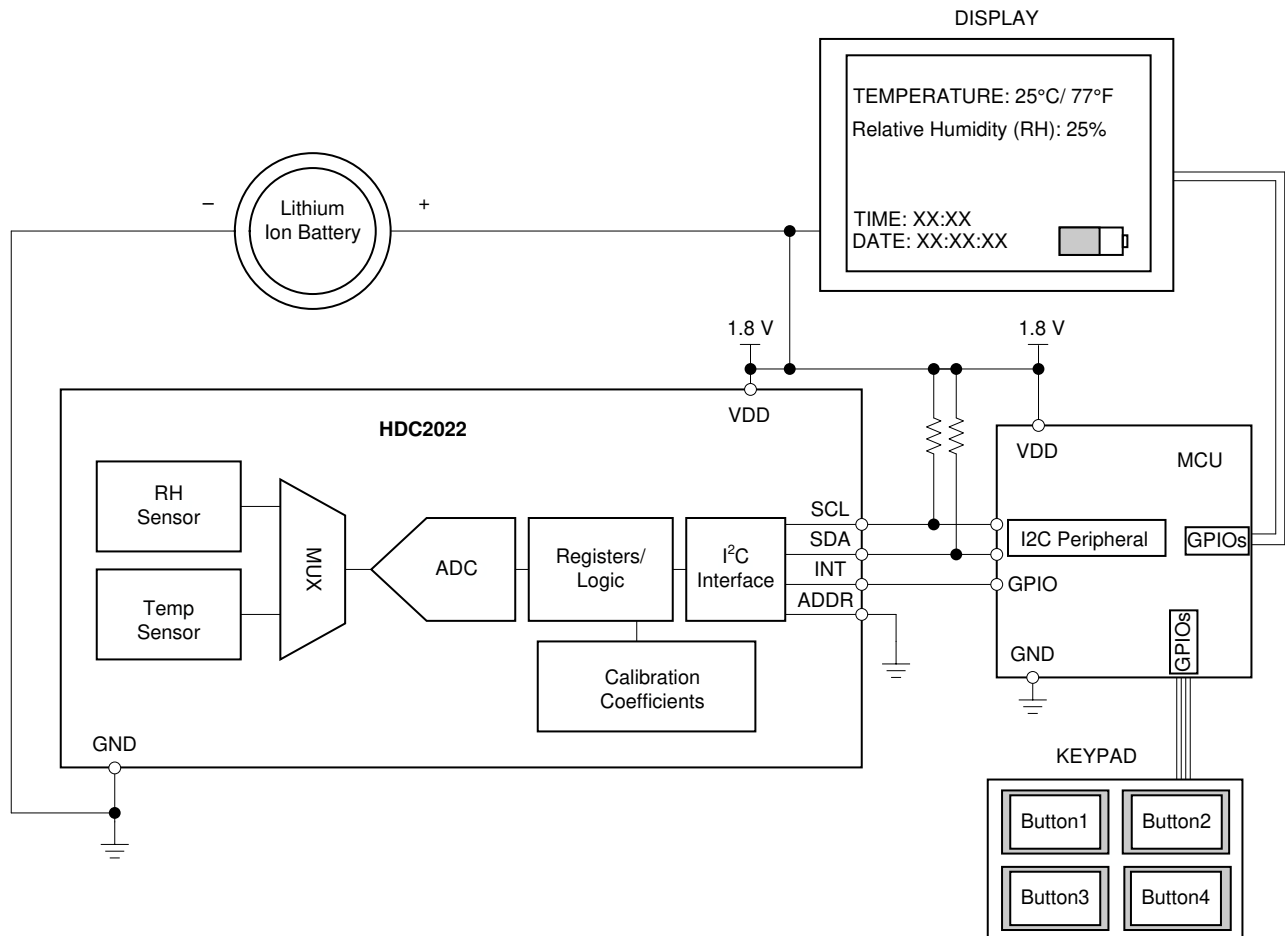 DISPLAY
TEMPERATURE: 25°C/ 77°F
Relative Humidity (RH): 25%
TIME: XX:XX
DATE: XX:XX:XX
–
Lithium
Ion Battery
+
1.8 V
1.8 V
VDD
HDC2022
RH
Sensor
Temp
Sensor
MUX
ADC
Registers/
Logic
I²C
Interface
Calibration
Coefficients
SCL
SDA
INT
ADDR
GND
VDD
MCU
I2C Peripheral
GPIOs
GPIO
GPIOs
GND
KEYPAD
Button1
Button2
Button3
Button4